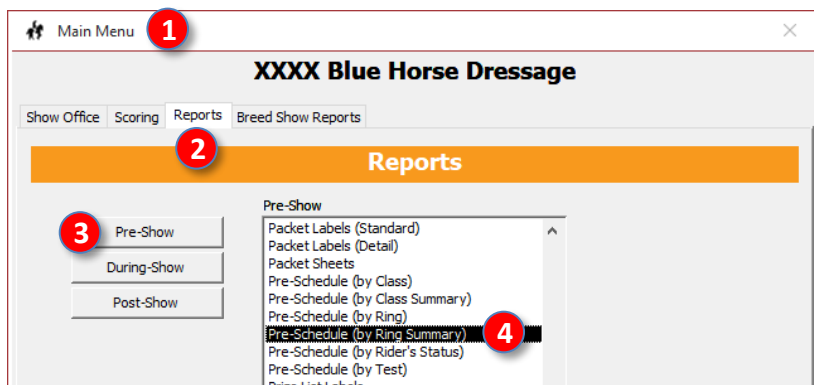 Main Menu 1
XXXX Blue Horse Dressage
Show Office Scoring Reports Breed Show Reports
2
Reports
Pre-Show
3 Pre-Show
During-Show
Post-Show
Packet Labels (Standard)
Packet Labels (Detail)
Packet Sheets
Pre-Schedule (by Class)
Pre-Schedule (by Class Summary)
Pre-Schedule (by Ring)
Pre-Schedule (by Ring Summary) 4
Pre-Schedule (by Rider's Status)
Pre-Schedule (by Test)